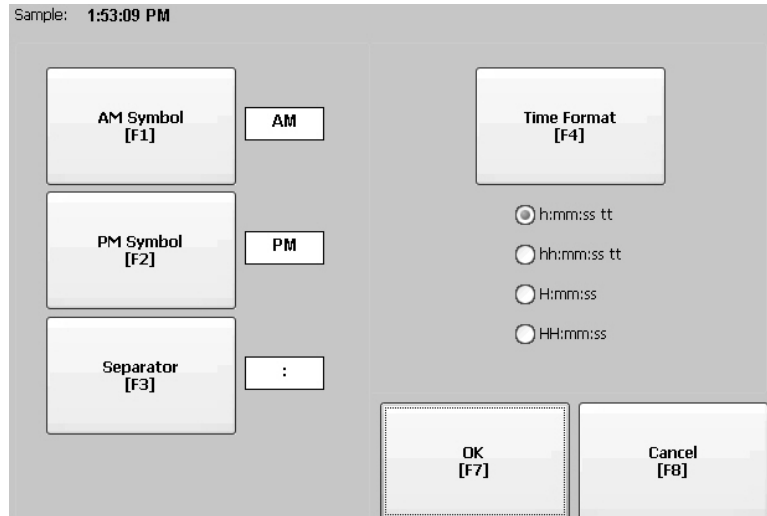 Sample: 1:53:09 PM
AM Symbol
[F1]
AM
PM Symbol
[F2]
PM
Separator
[F3]
:
Time Format
[F4]
h:mm:ss tt
hh:mm:ss tt
H:mm:ss
HH:mm:ss
OK
[F7]
Cancel
[F8]